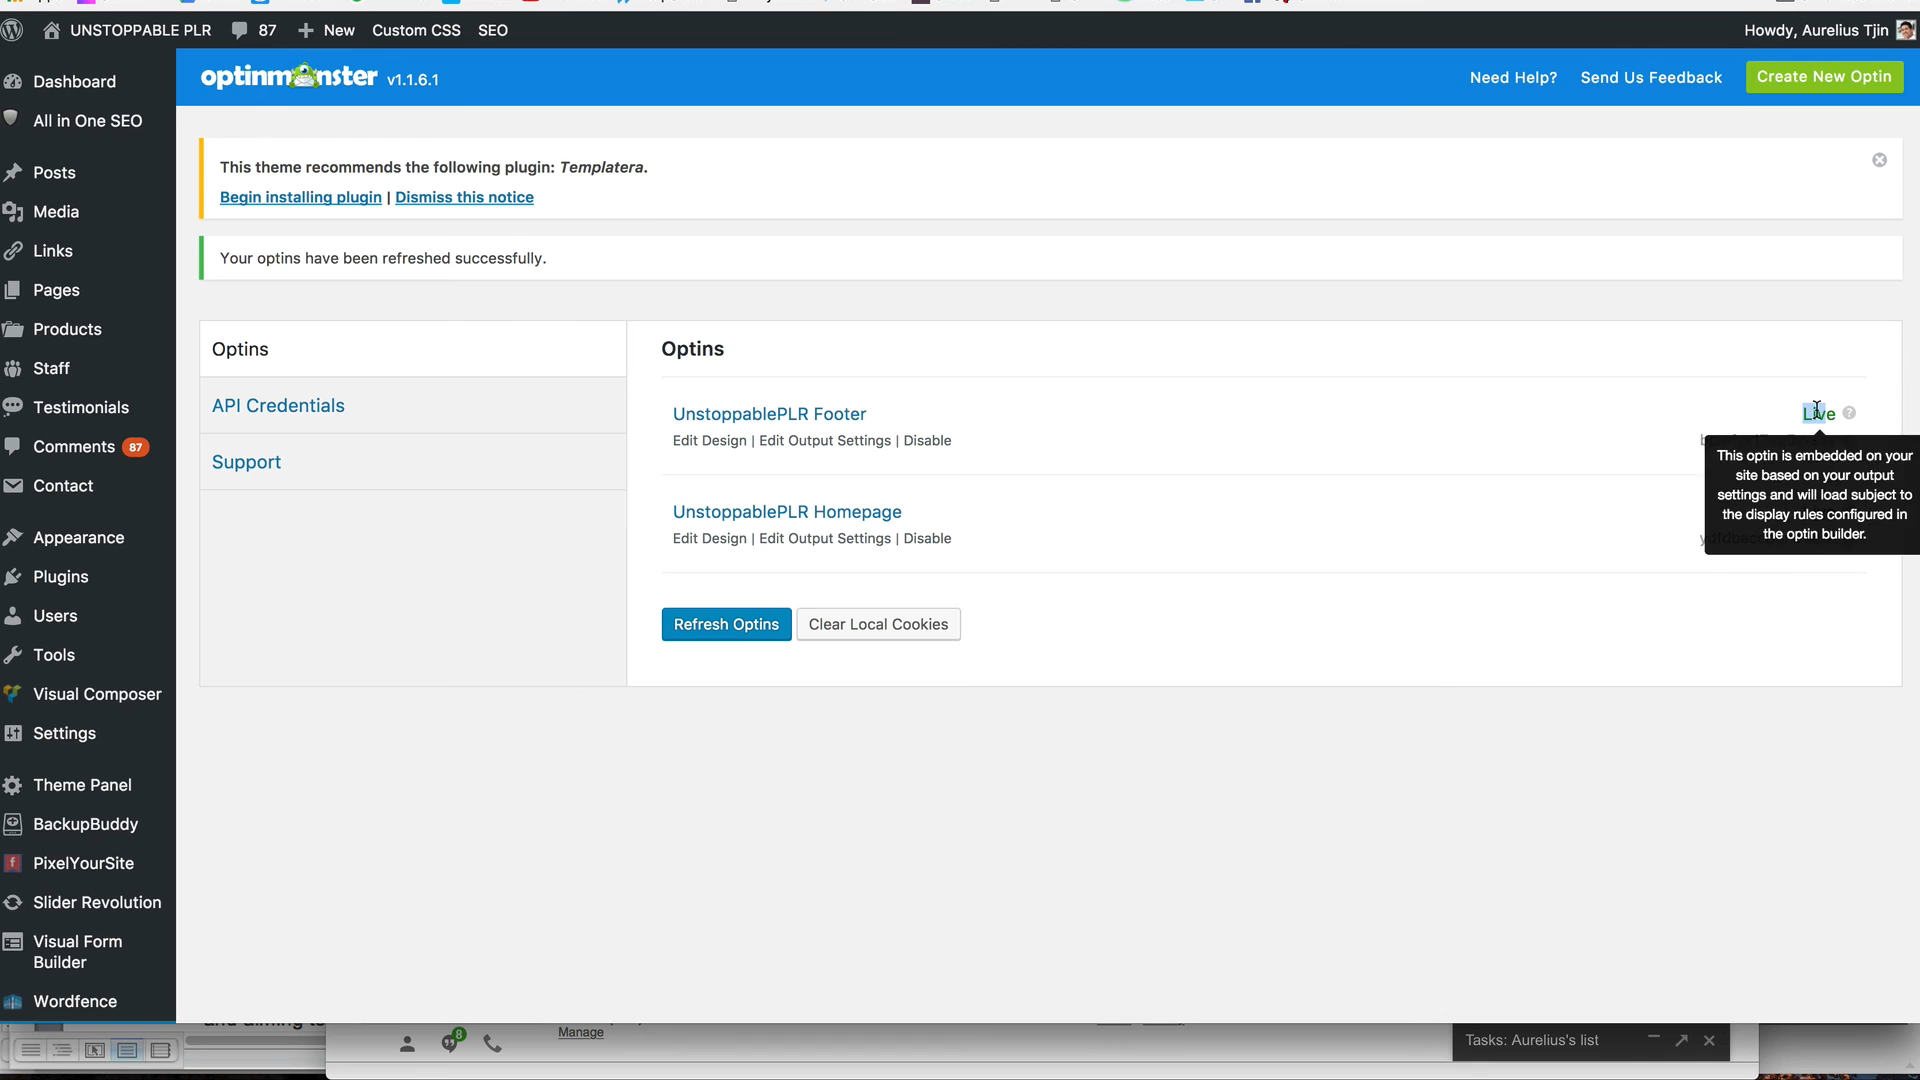 UNSTOPPABLE PLR 87 New Custom CSS SEO Howdy, Aurelius Tjin
optinmonster v1.1.6.1 Need Help? Send Us Feedback Create New Optin
Dashboard
All in One SEO
Posts
Media
Links
Pages
Products
Staff
Testimonials
Comments 87
Contact
Appearance
Plugins
Users
Tools
Visual Composer
Settings
Theme Panel
BackupBuddy
PixelYourSite
Slider Revolution
Visual Form
Builder
Wordfence
This theme recommends the following plugin: Templatera.
Begin installing plugin | Dismiss this notice
Your optins have been refreshed successfully.
Optins
API Credentials
Support
Optins
UnstoppablePLR Footer Live
Edit Design | Edit Output Settings | Disable
This optin is embedded on your
site based on your output
settings and will load subject to
the display rules configured in
the optin builder.
UnstoppablePLR Homepage
Edit Design | Edit Output Settings | Disable
Refresh Optins Clear Local Cookies
8
Manage
Tasks: Aurelius's list